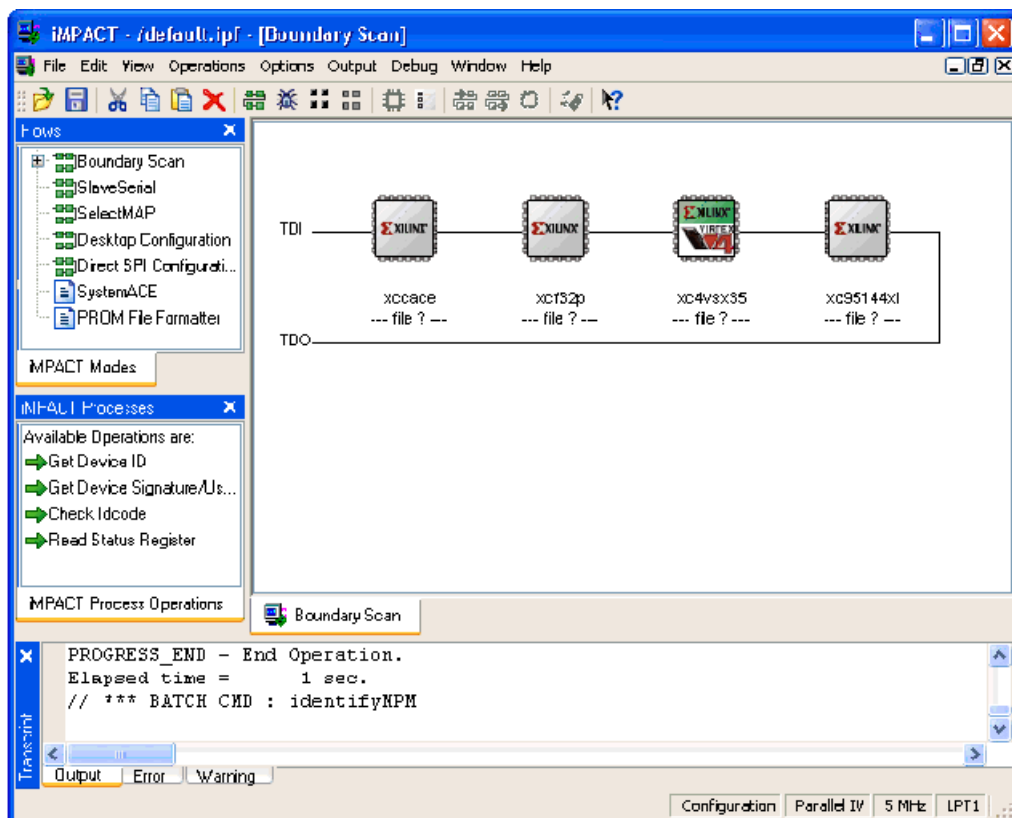 iMPACT - /default.ipf - [Boundary Scan]
File Edit View Operations Options Output Debug Window Help
Flows
Boundary Scan
SlaveSerial
SelectMAP
Desktop Configuration
Direct SPI Configurati...
SystemACE
PROM File Formatter
iMPACT Modes
iMPACT Processes
Available Operations are:
Get Device ID
Get Device Signature/Us...
Check Idcode
Read Status Register
iMPACT Process Operations
TDI
XILINX
XILINX
XILINX
VIRTEX
4
XILINX
xccace
xcf32p
xc4vsx35
xc95144xl
--- file ? ---
--- file ? ---
--- file ? ---
--- file ? ---
TDO
Boundary Scan
PROGRESS_END - End Operation.
Elapsed time = 1 sec.
// *** BATCH CMD : identifyMPM
Transcript
Output Error Warning
Configuration Parallel IV 5 MHz LPT1